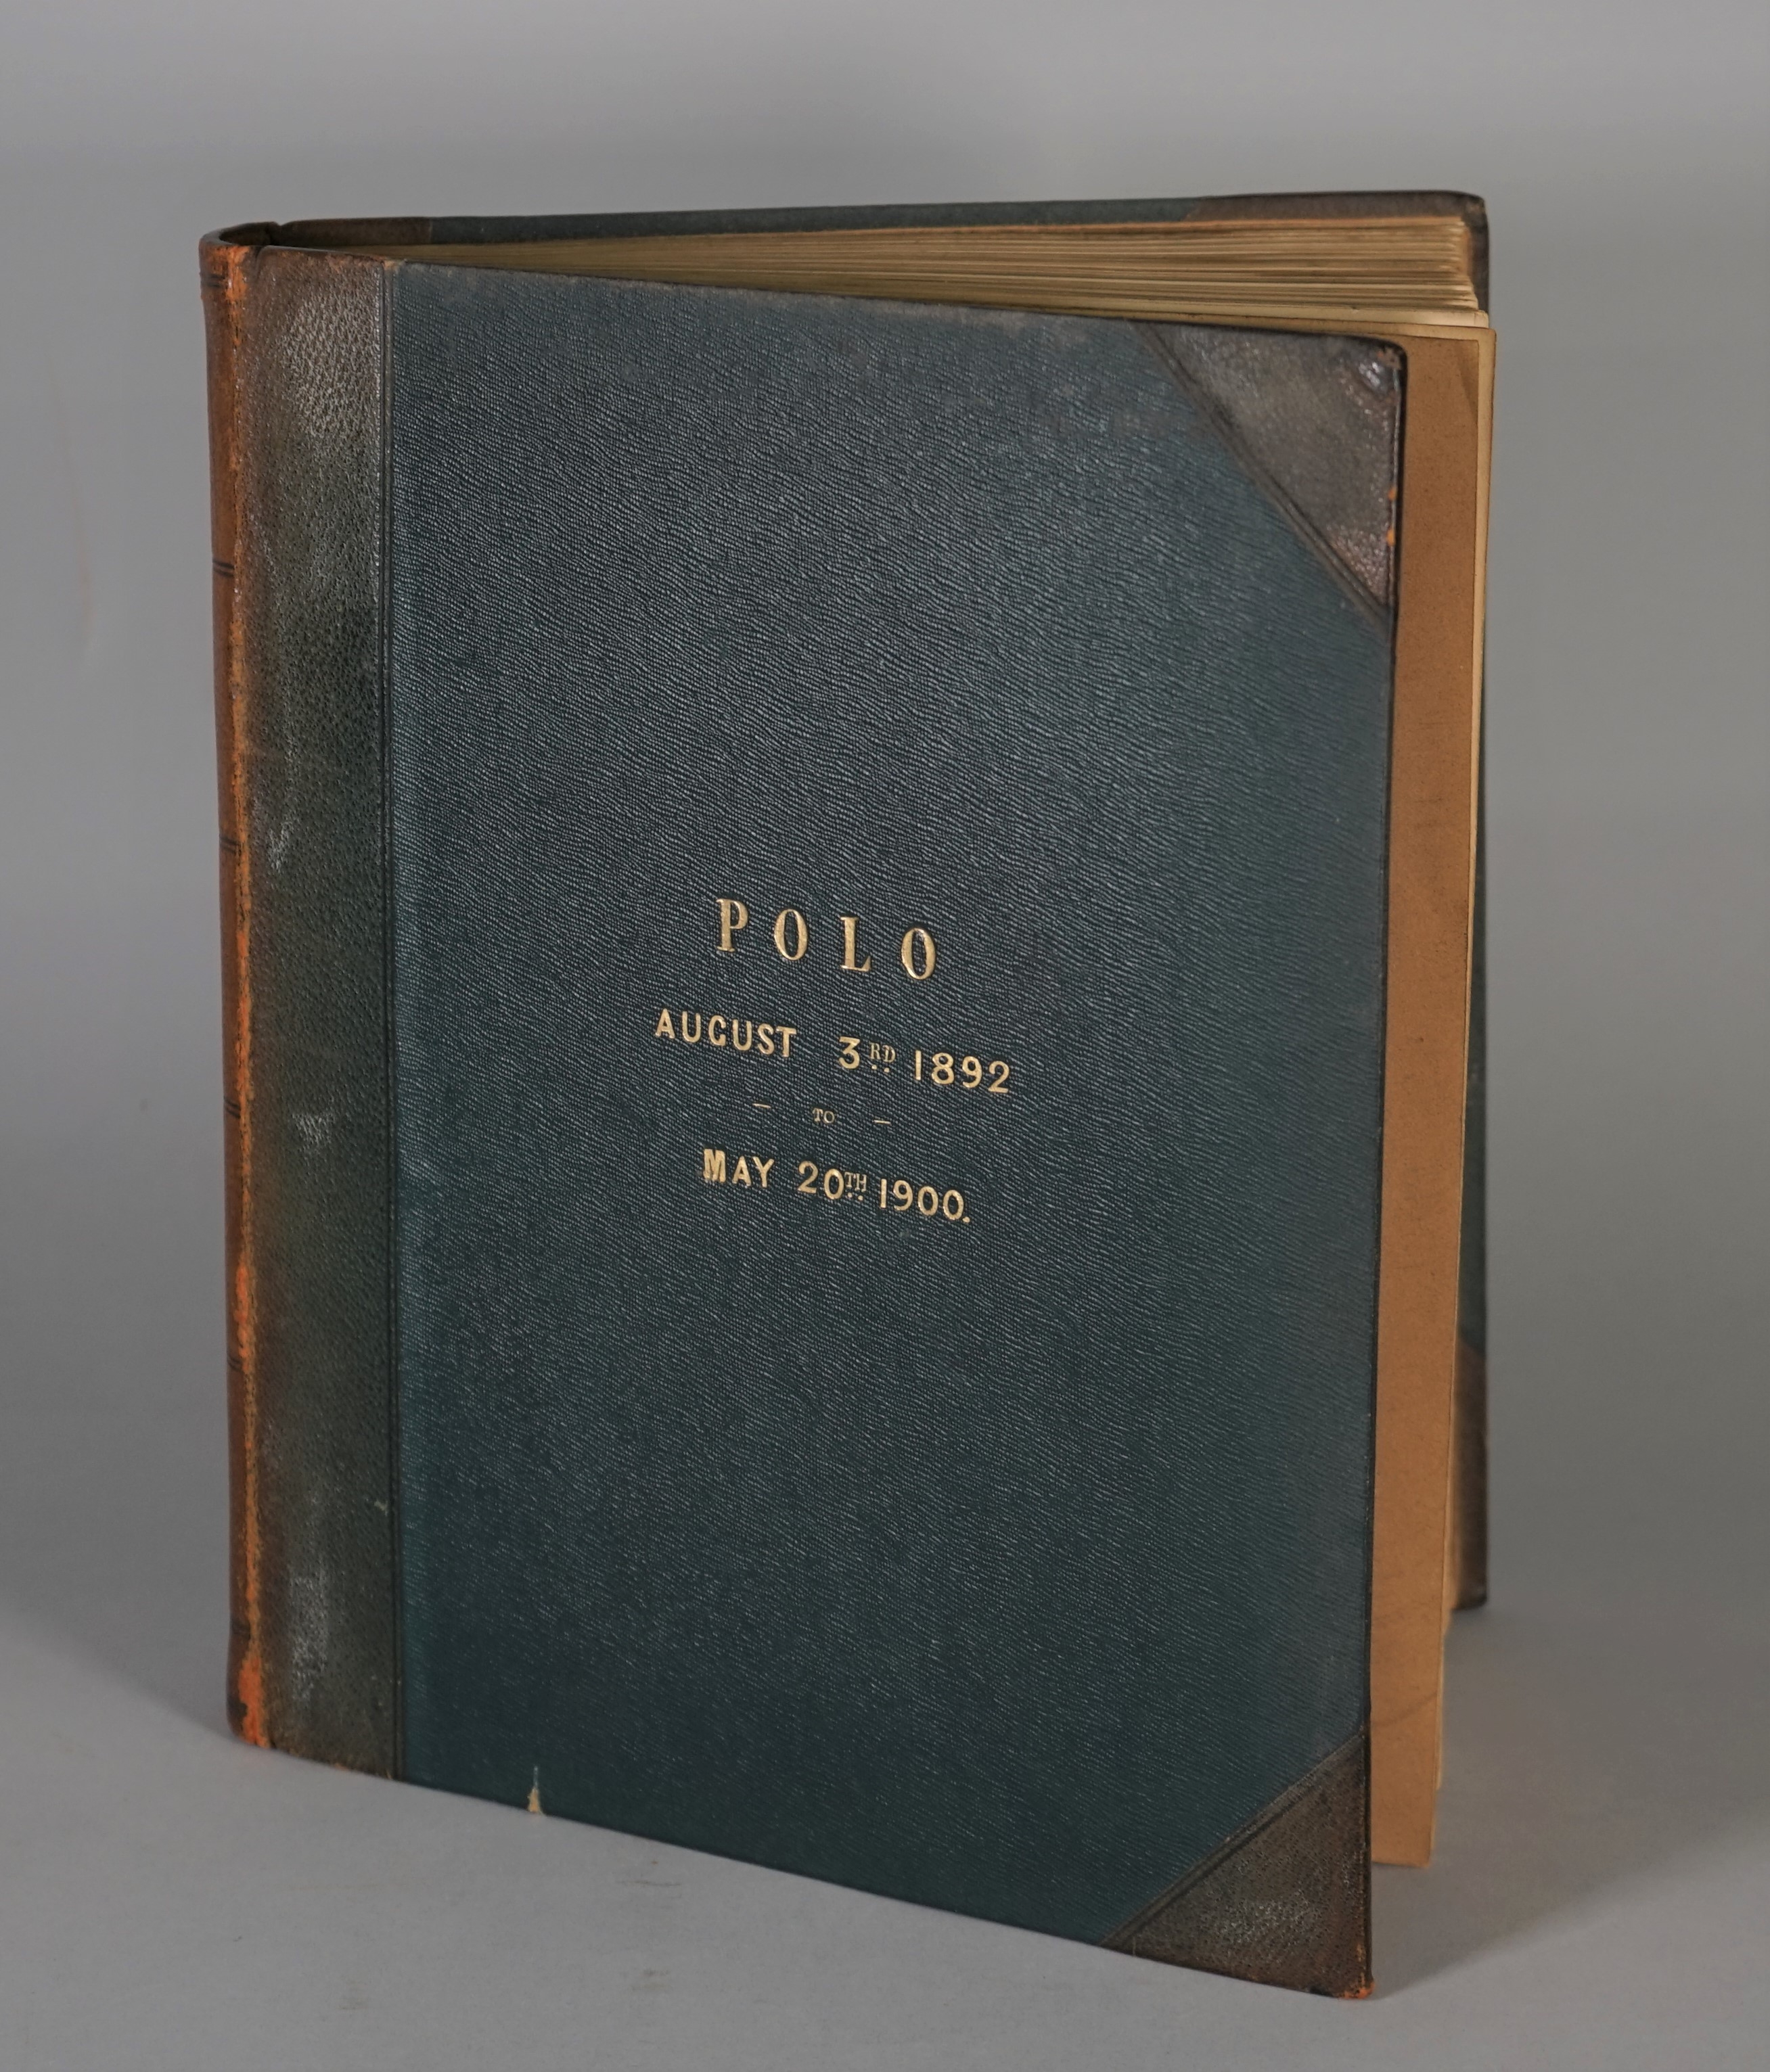 POLO
AUGUST 3RD 1892
- TO -
MAY 20TH 1900.